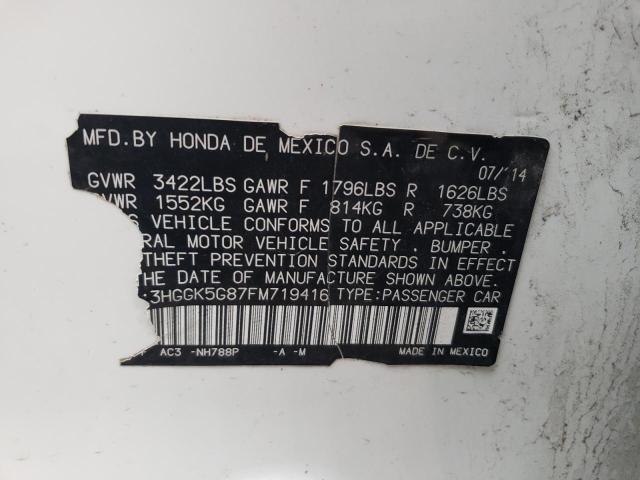 MFD.BY HONDA DE MEXICO S.A. DE C.V.
07/14
GVWR 3422LBS GAWR F 1796LBS R 1626LBS
VWR 1552KG GAWR F 814KG R 738KG
S VEHICLE CONFORMS TO ALL APPLICABLE
RAL MOTOR VEHICLE SAFETY . BUMPER .
THEFT PREVENTION STANDARDS IN EFFECT
THE DATE OF MANUFACTURE SHOWN ABOVE.
3HGGK5G87FM719416 TYPE:PASSENGER CAR
AC3 -NH788P -A -M MADE IN MEXICO